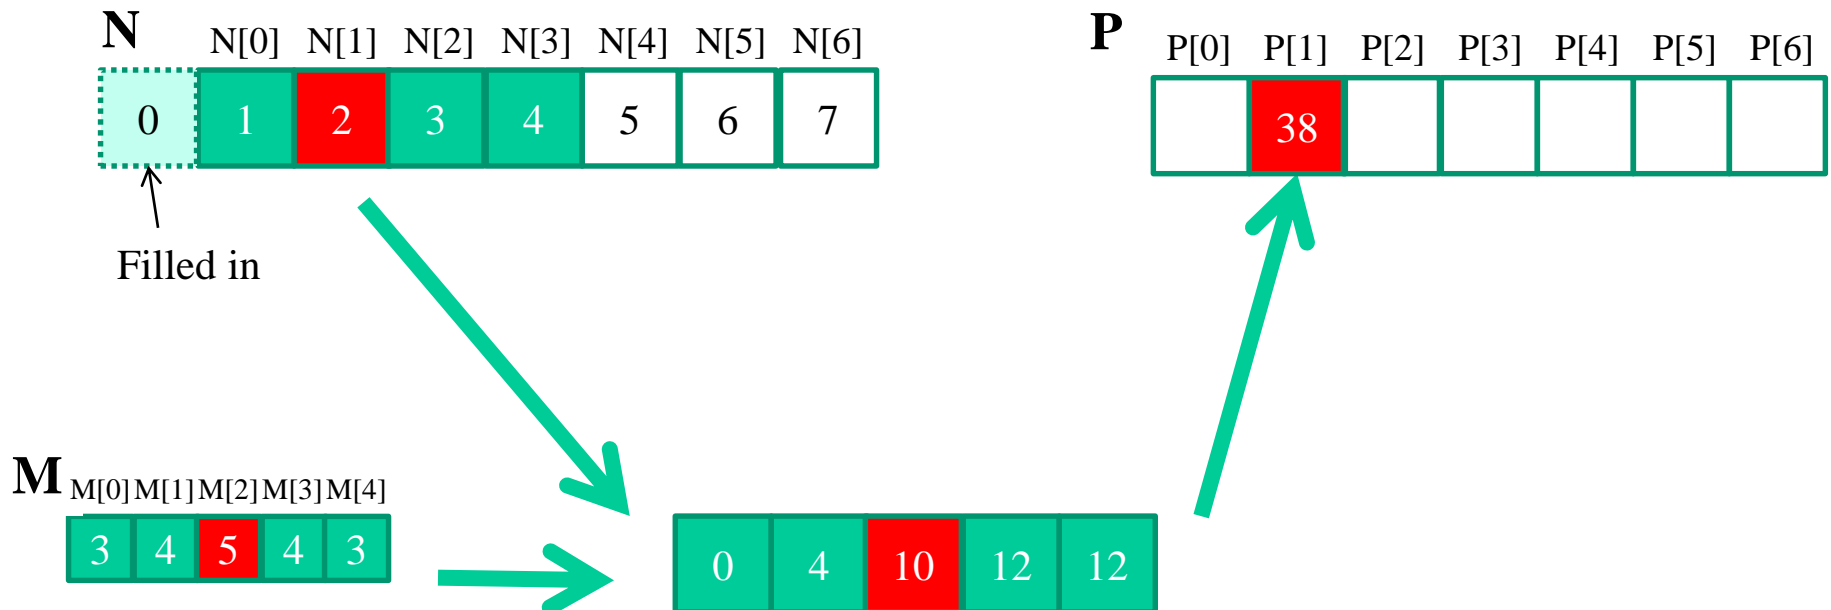 N N[0] N[1] N[2] N[3] N[4] N[5] N[6]
0 1 2 3 4 5 6 7
Filled in
P P[0] P[1] P[2] P[3] P[4] P[5] P[6]
38
M M[0] M[1] M[2] M[3] M[4]
3 4 5 4 3
0 4 10 12 12